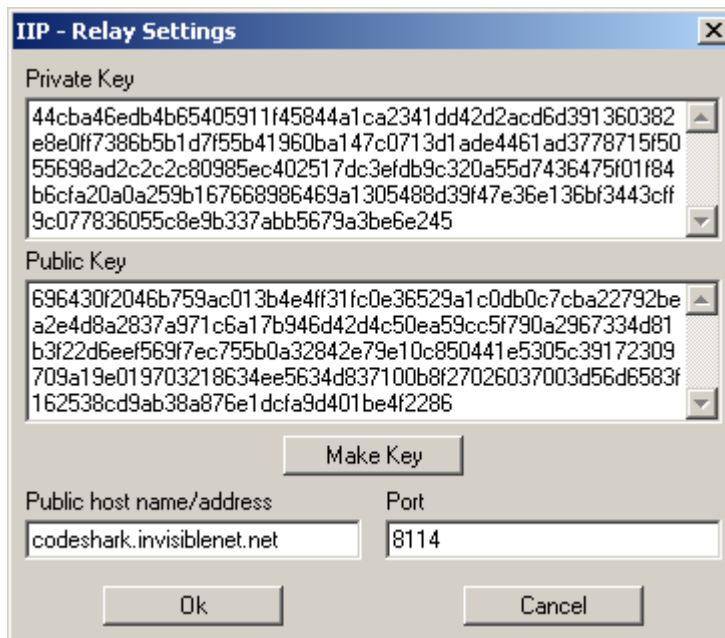 IIP - Relay Settings
Private Key
44cba46edb4b65405911f45844a1ca2341dd42d2acd6d391360382
e8e0ff7386b5b1d7f55b41960ba147c0713d1ade4461ad3778715f50
55698ad2c2c2c80985ec402517dc3efdb9c320a55d7436475f01f84
b6cfa20a0a259b167668986469a1305488d39f47e36e136bf3443cff
9c077836055c8e9b337abb5679a3be6e245
Public Key
696430f2046b759ac013b4e4ff31fc0e36529a1c0db0c7cba22792be
a2e4d8a2837a971c6a17b946d42d4c50ea59cc5f790a2967334d81
b3f22d6eef569f7ec755b0a32842e79e10c850441e5305c39172309
709a19e019703218634ee5634d837100b8f27026037003d56d6583f
162538cd9ab38a876e1dcfa9d401be4f2286
Make Key
Public host name/address Port
codeshark.invisiblenet.net 8114
Ok Cancel